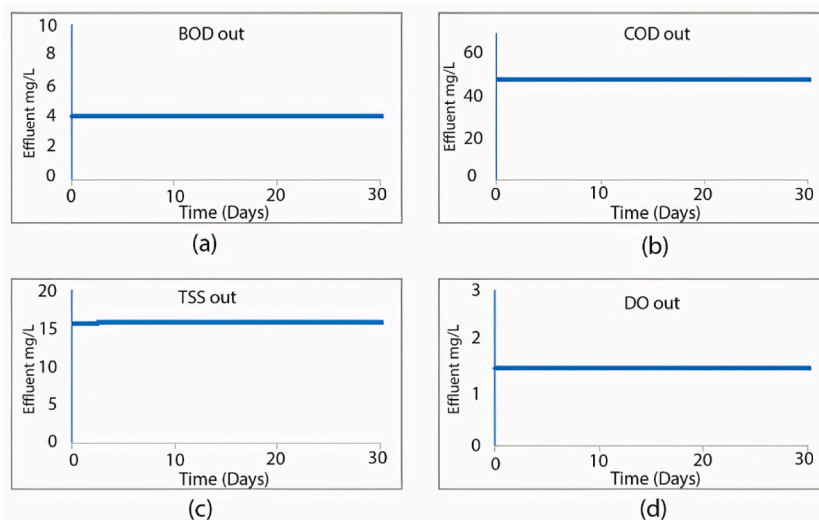 BOD out
10
8
6
4
2
0
Effluent mg/L
0 10 20 30
Time (Days)
(a)
COD out
60
40
20
0
Effluent mg/L
0 10 20 30
Time (Days)
(b)
TSS out
20
15
10
5
0
Effluent mg/L
0 10 20 30
Time (Days)
(c)
DO out
3
2
1
0
Effluent mg/L
0 10 20 30
Time (Days)
(d)